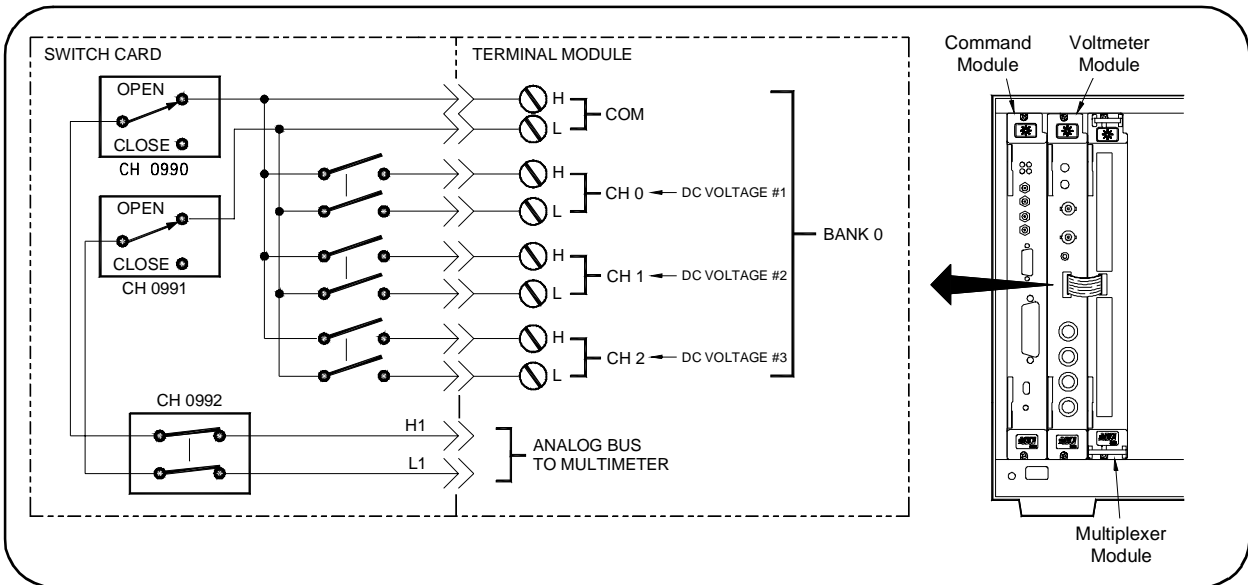 SWITCH CARD
TERMINAL MODULE
OPEN
CLOSE
CH 0990
OPEN
CLOSE
CH 0991
H
L
COM
H
L
CH 0
DC VOLTAGE #1
H
L
CH 1
DC VOLTAGE #2
H
L
CH 2
DC VOLTAGE #3
BANK 0
CH 0992
H1
L1
ANALOG BUS
TO MULTIMETER
Command
Module
Voltmeter
Module
Multiplexer
Module